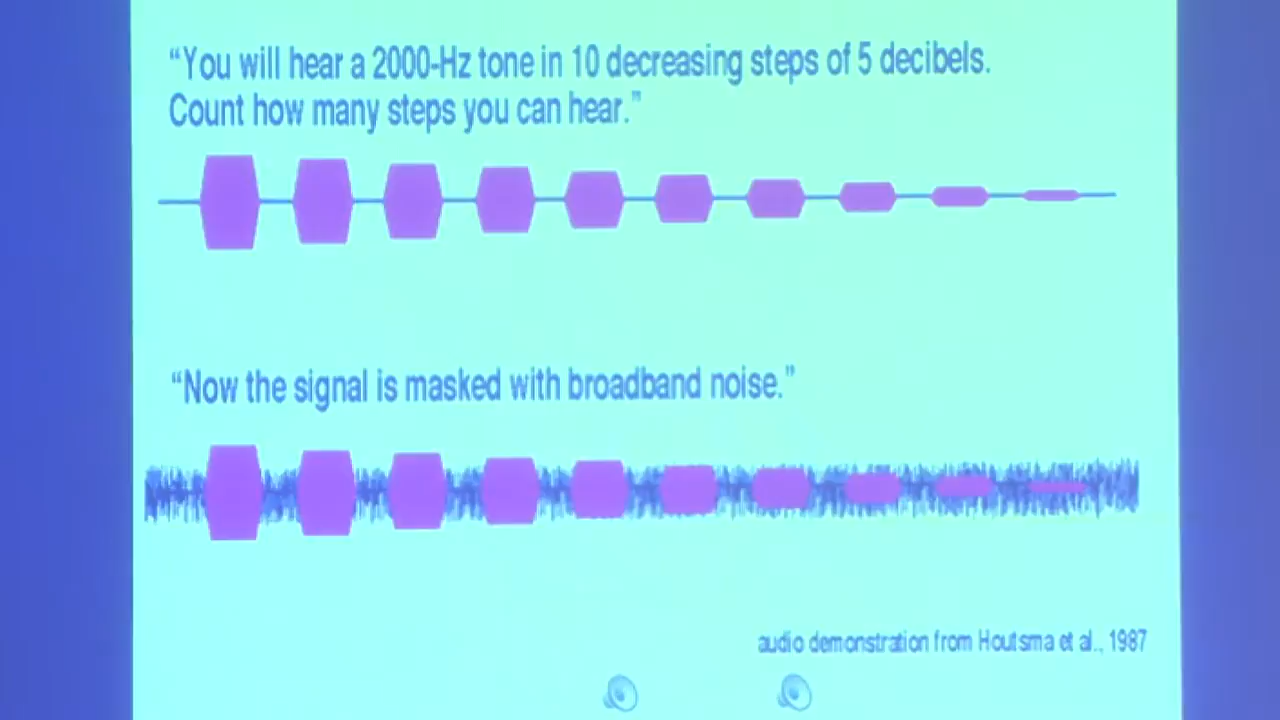 “You will hear a 2000-Hz tone in 10 decreasing steps of 5 decibels.
Count how many steps you can hear.”
“Now the signal is masked with broadband noise.”
audio demonstration from Houtsma et al., 1987